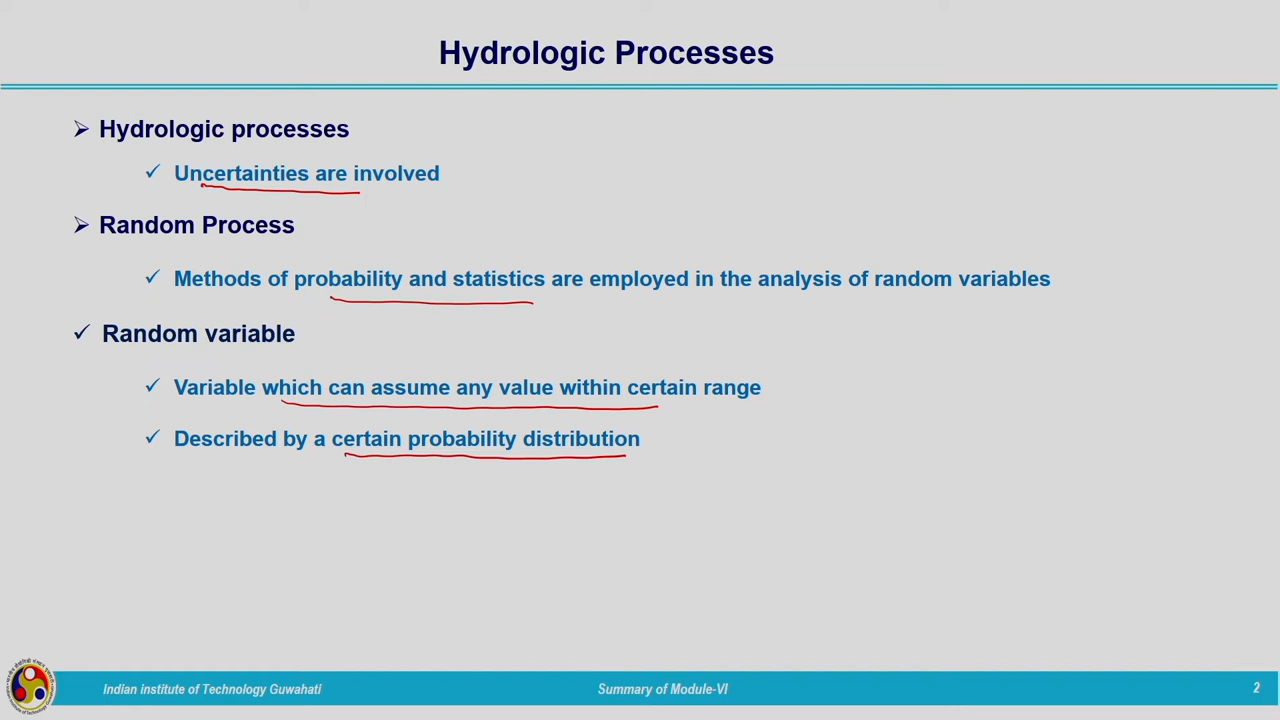 Hydrologic Processes
Hydrologic processes
Uncertainties are involved
Random Process
Methods of probability and statistics are employed in the analysis of random variables
Random variable
Variable which can assume any value within certain range
Described by a certain probability distribution
Indian institute of Technology Guwahati
Summary of Module-VI
2